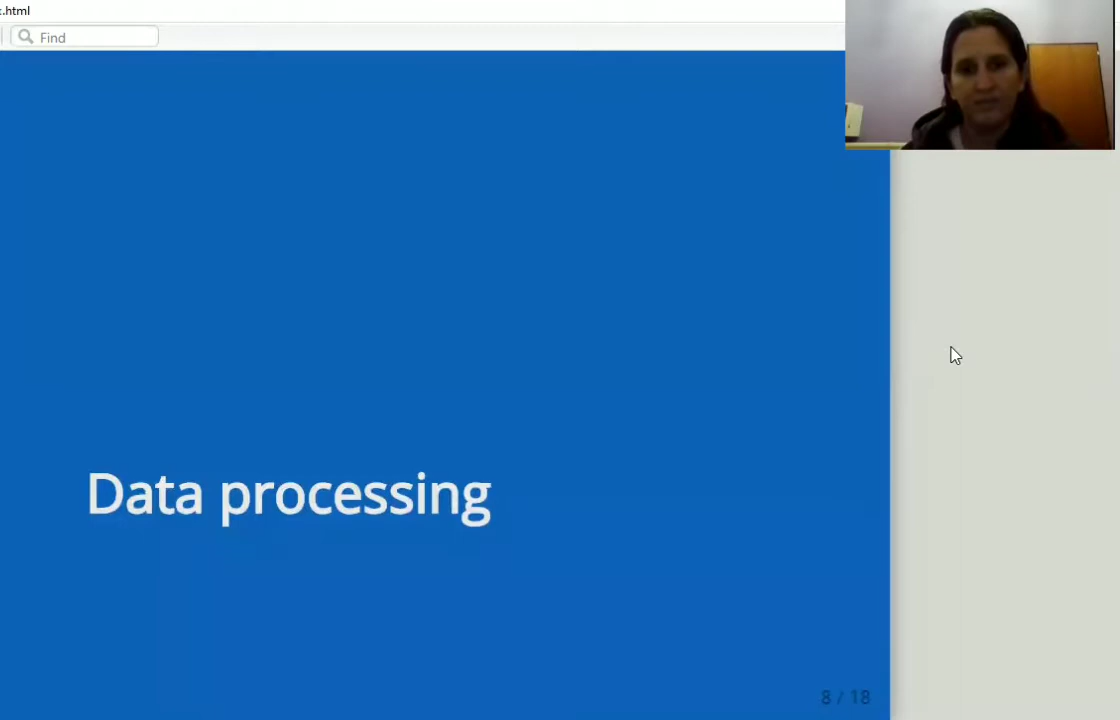 .html
Find
Data processing
8 / 18